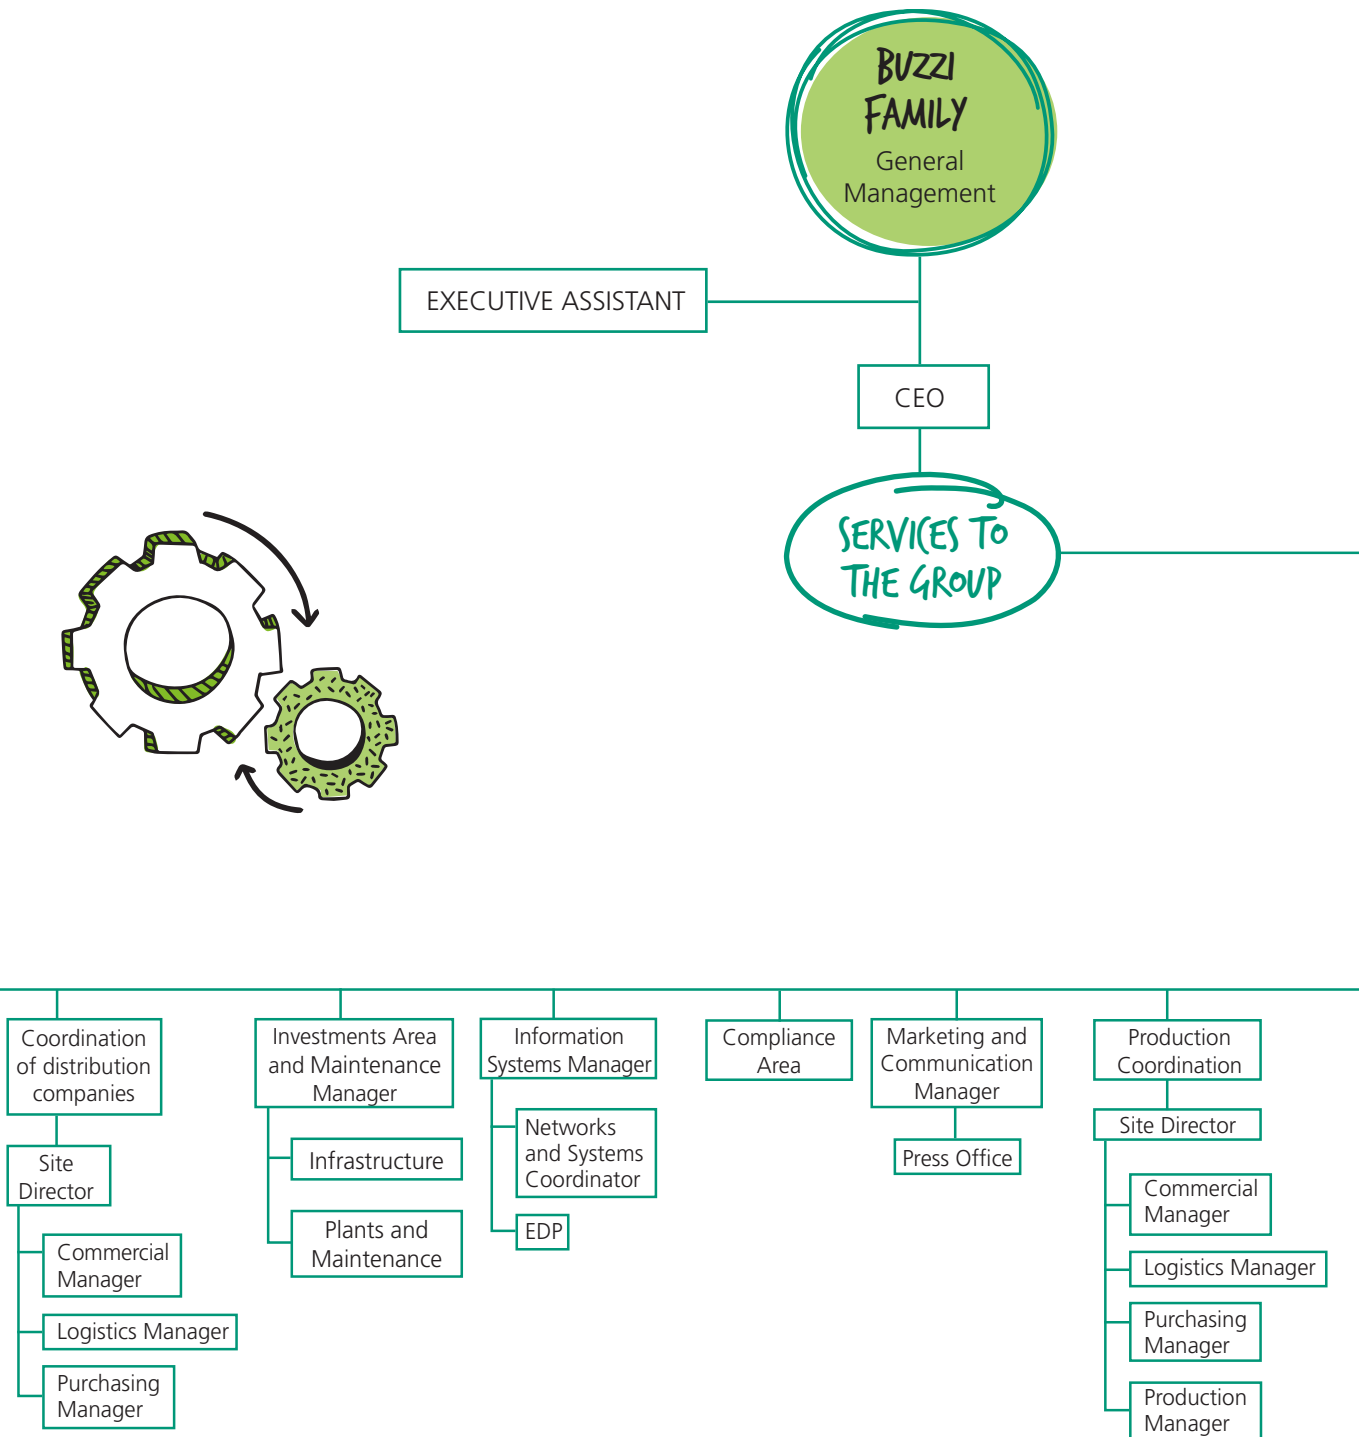 BUZZI
FAMILY
General
Management
EXECUTIVE ASSISTANT
CEO
SERVICES TO
THE GROUP
Coordination
of distribution
companies
Site
Director
Commercial
Manager
Logistics Manager
Purchasing
Manager
Investments Area
and Maintenance
Manager
Infrastructure
Plants and
Maintenance
Information
Systems Manager
Networks
and Systems
Coordinator
EDP
Compliance
Area
Marketing and
Communication
Manager
Press Office
Production
Coordination
Site Director
Commercial
Manager
Logistics Manager
Purchasing
Manager
Production
Manager